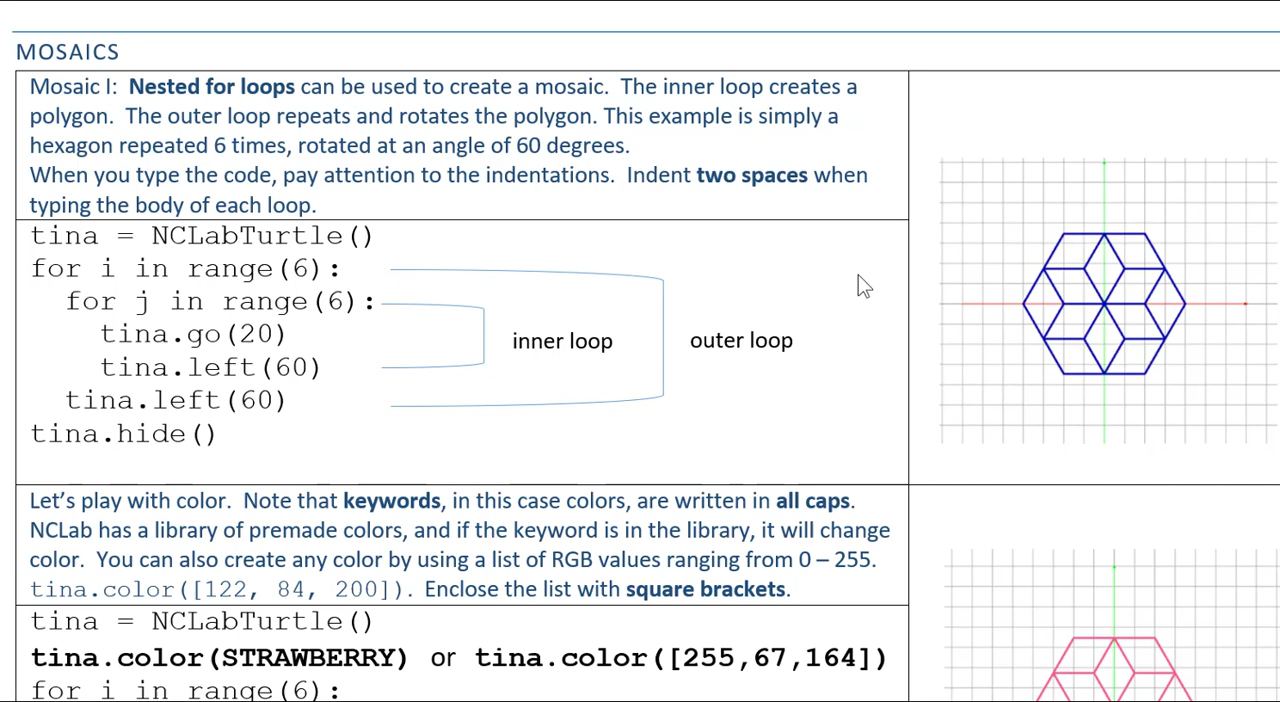 MOSAICS
Mosaic I: Nested for loops can be used to create a mosaic. The inner loop creates a
polygon. The outer loop repeats and rotates the polygon. This example is simply a
hexagon repeated 6 times, rotated at an angle of 60 degrees.
When you type the code, pay attention to the indentations. Indent two spaces when
typing the body of each loop.
tina = NCLabTurtle()
for i in range(6):
  for j in range(6):
    tina.go(20)
    tina.left(60)
  tina.left(60)
tina.hide()
inner loop
outer loop
Let’s play with color. Note that keywords, in this case colors, are written in all caps.
NCLab has a library of premade colors, and if the keyword is in the library, it will change
color. You can also create any color by using a list of RGB values ranging from 0 – 255.
tina.color([122, 84, 200]). Enclose the list with square brackets.
tina = NCLabTurtle()
tina.color(STRAWBERRY) or tina.color([255,67,164])
for i in range(6):